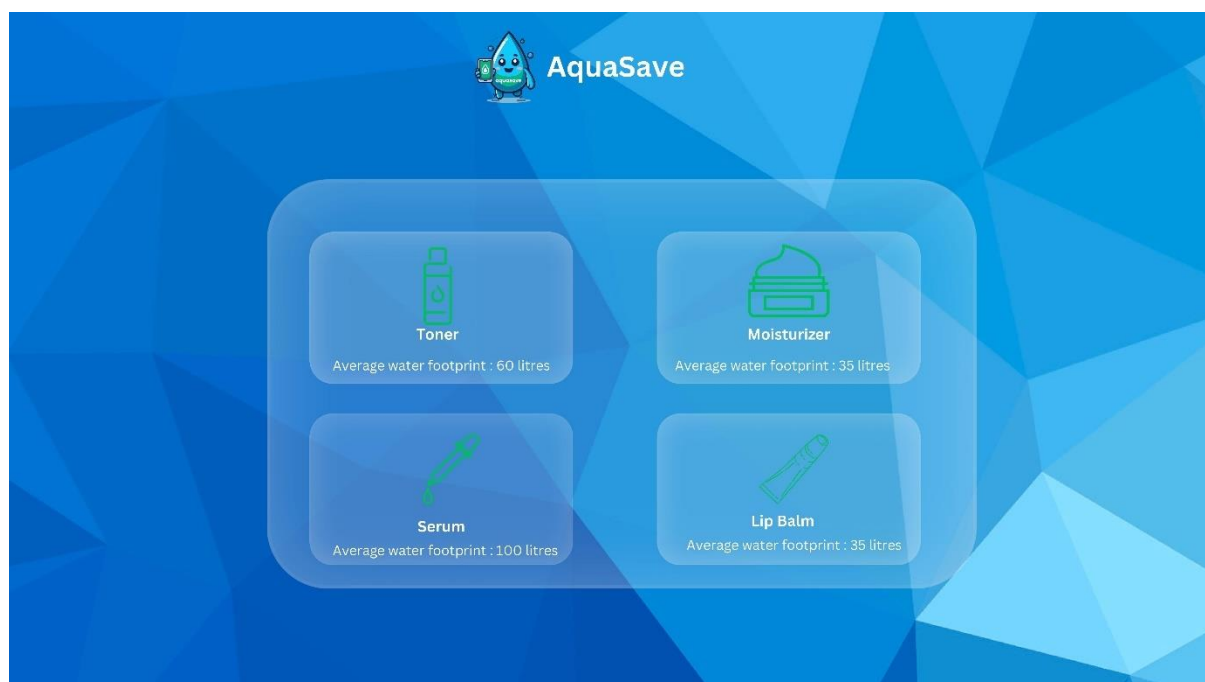 aquasave
AquaSave
Toner
Average water footprint : 60 litres
Moisturizer
Average water footprint : 35 litres
Serum
Average water footprint : 100 litres
Lip Balm
Average water footprint : 35 litres